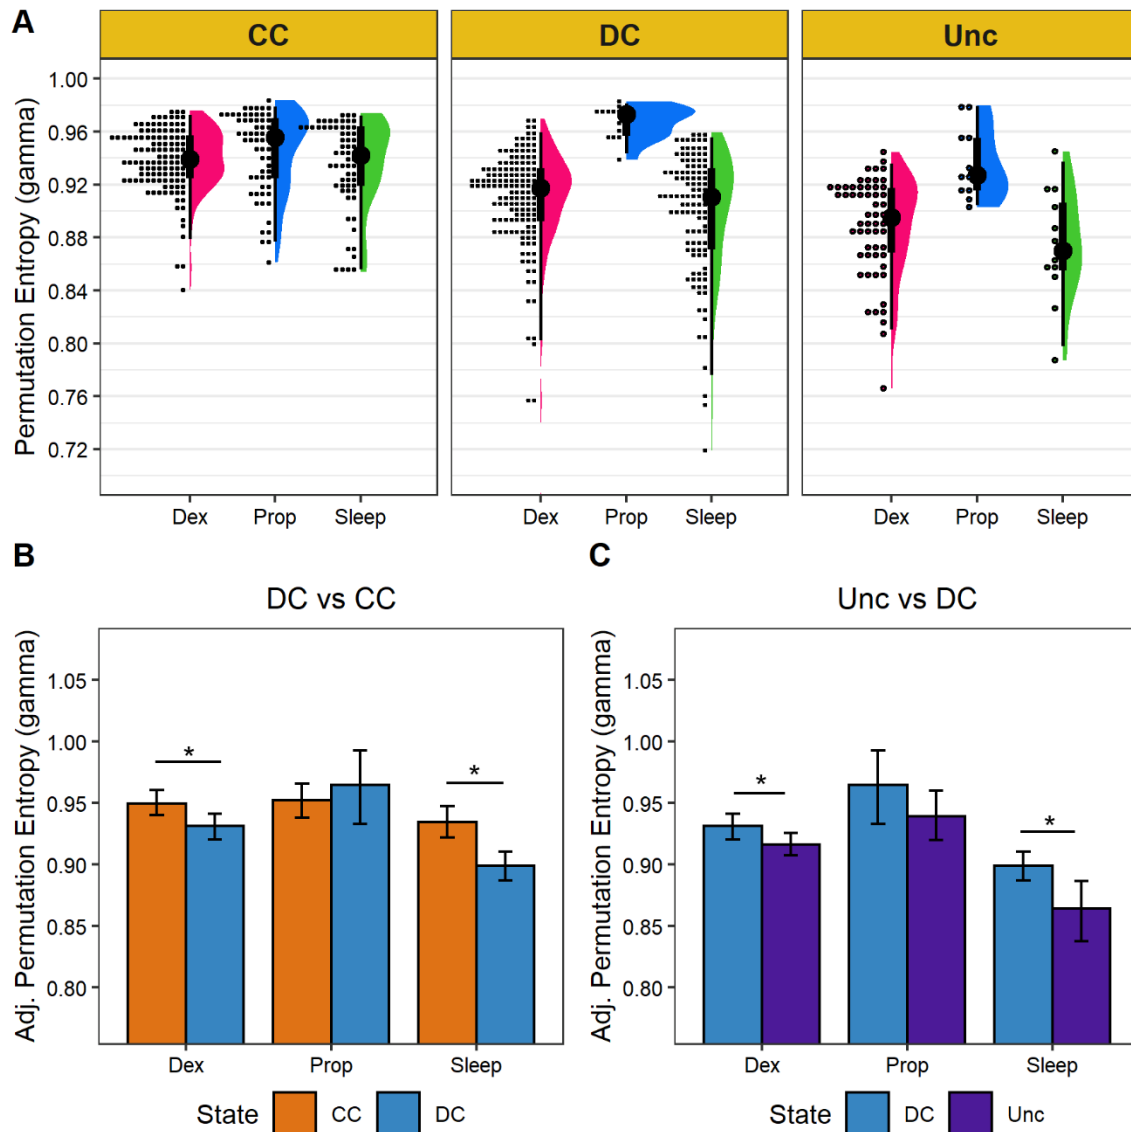 A
CC
DC
Unc
Permutation Entropy (gamma)
1.00
0.96
0.92
0.88
0.84
0.80
0.76
0.72
Dex Prop Sleep
Dex Prop Sleep
Dex Prop Sleep
B
DC vs CC
Adj. Permutation Entropy (gamma)
1.05
1.00
0.95
0.90
0.85
0.80
*
*
Dex Prop Sleep
State CC DC
C
Unc vs DC
Adj. Permutation Entropy (gamma)
1.05
1.00
0.95
0.90
0.85
0.80
*
*
Dex Prop Sleep
State DC Unc